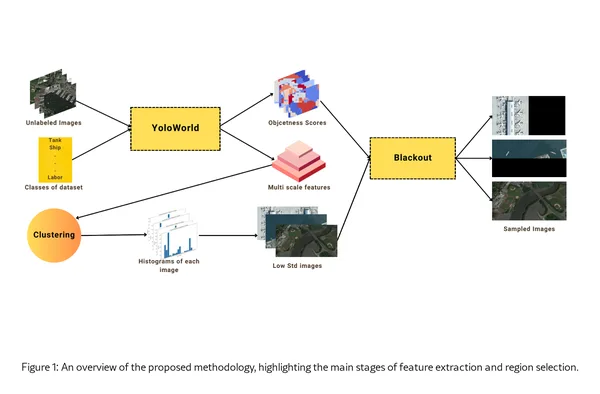 Unlabeled Images
Tank
Ship
.
.
.
Labor
Classes of dataset
YoloWorld
Objcetness Scores
Multi scale features
Clustering
Histograms of each
image
Low Std images
Blackout
Sampled Images
Figure 1: An overview of the proposed methodology, highlighting the main stages of feature extraction and region selection.